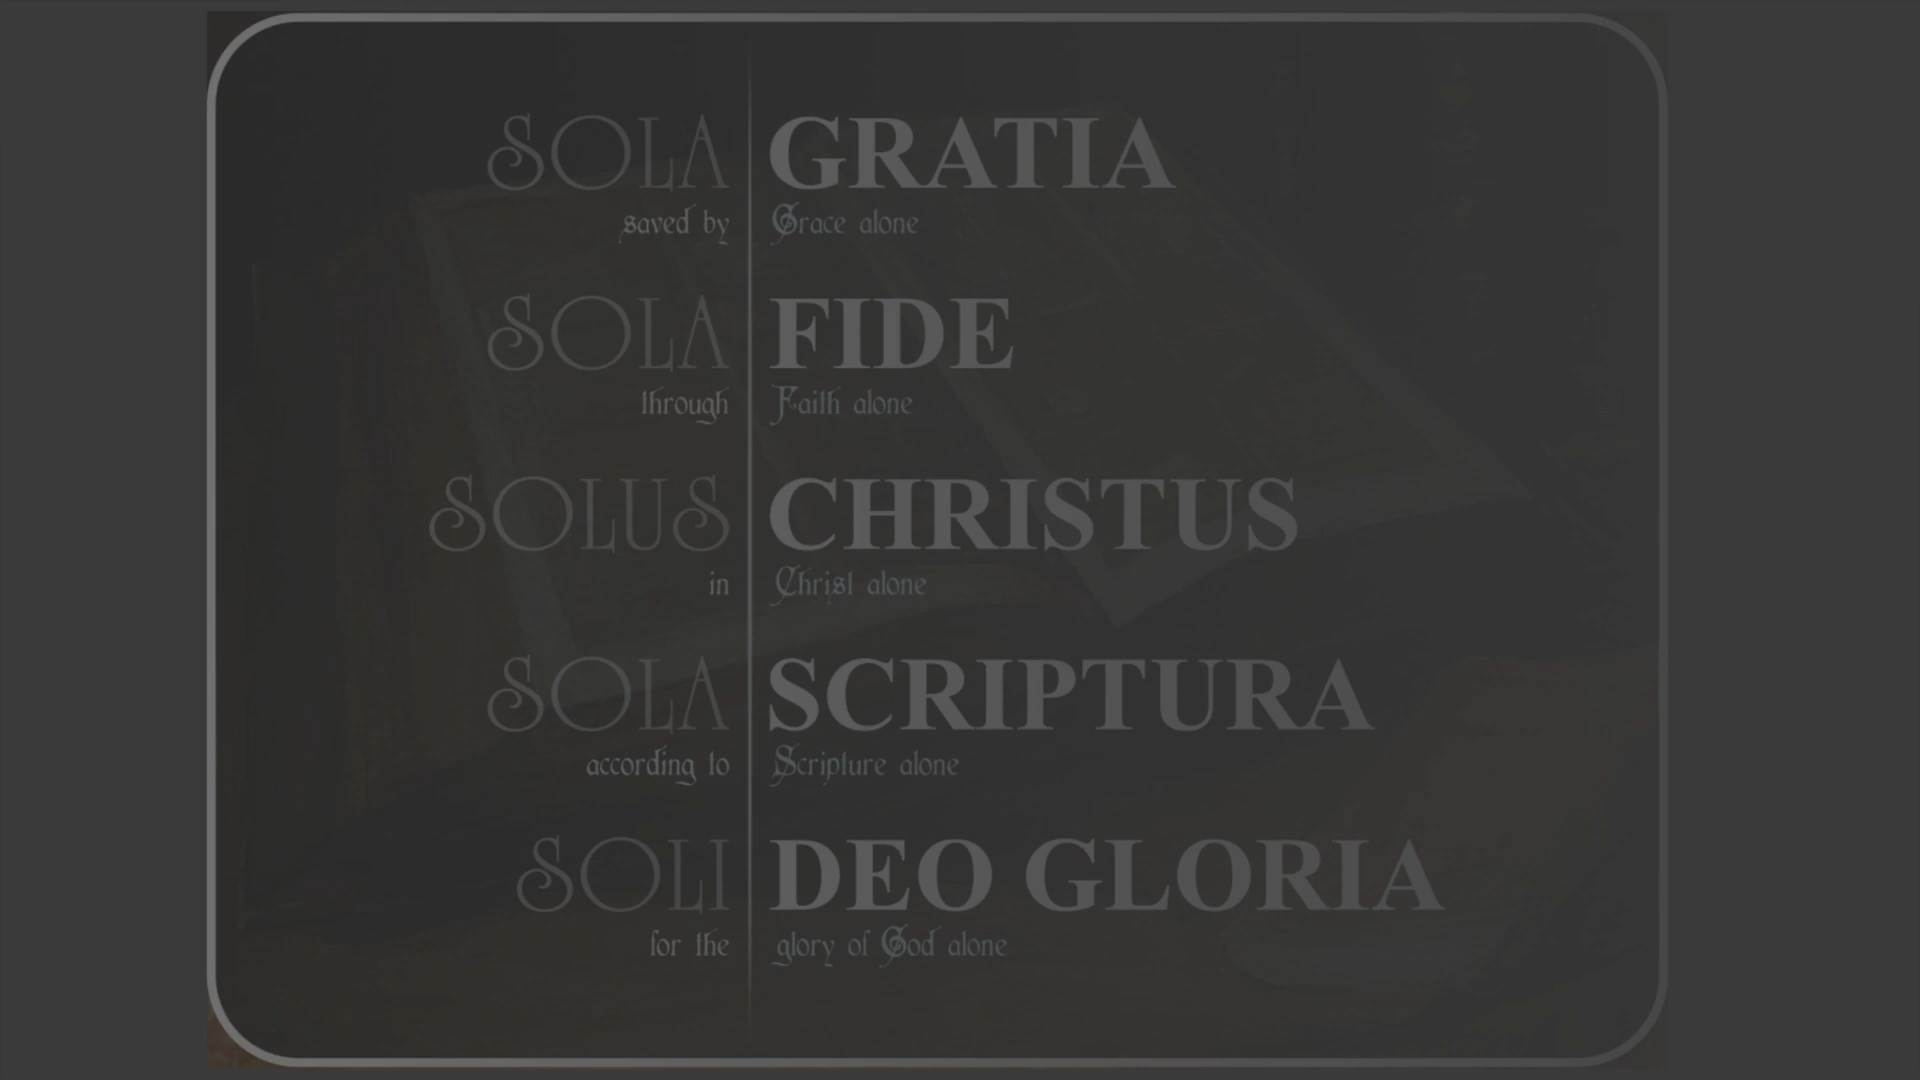 SOLA GRATIA
saved by Grace alone
SOLA FIDE
through Faith alone
SOLUS CHRISTUS
in Christ alone
SOLA SCRIPTURA
according to Scripture alone
SOLI DEO GLORIA
for the glory of God alone